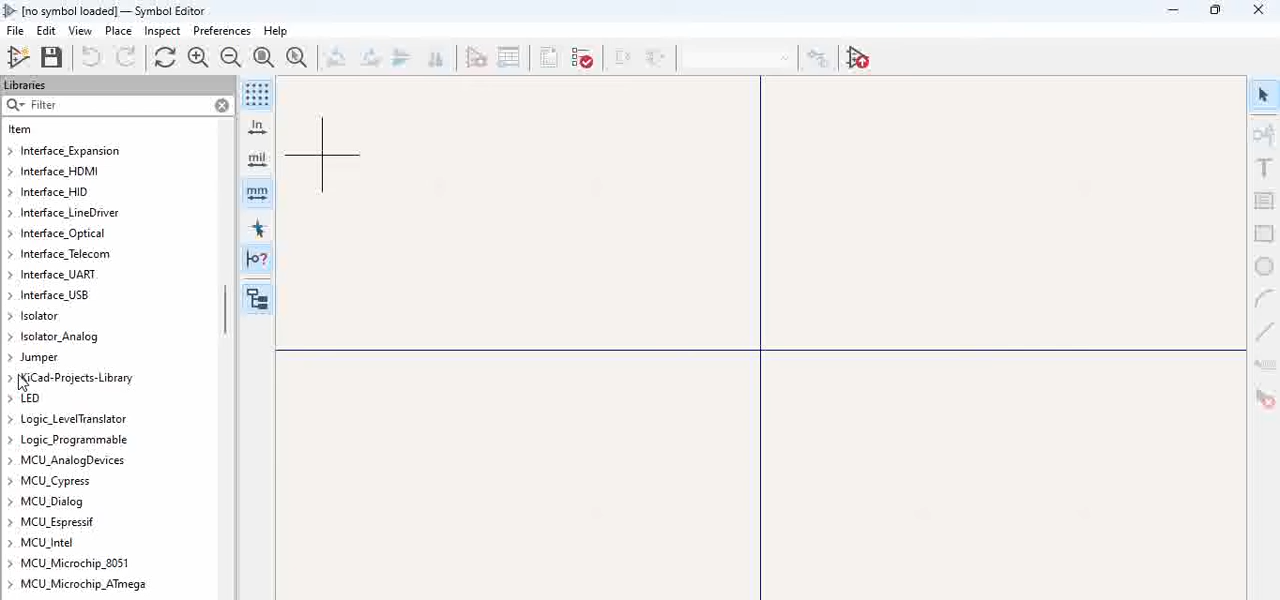 [no symbol loaded] — Symbol Editor
File Edit View Place Inspect Preferences Help
Libraries
Filter
Item
Interface_Expansion
Interface_HDMI
Interface_HID
Interface_LineDriver
Interface_Optical
Interface_Telecom
Interface_UART
Interface_USB
Isolator
Isolator_Analog
Jumper
KiCad-Projects-Library
LED
Logic_LevelTranslator
Logic_Programmable
MCU_AnalogDevices
MCU_Cypress
MCU_Dialog
MCU_Espressif
MCU_Intel
MCU_Microchip_8051
MCU_Microchip_ATmega
In
mil
mm